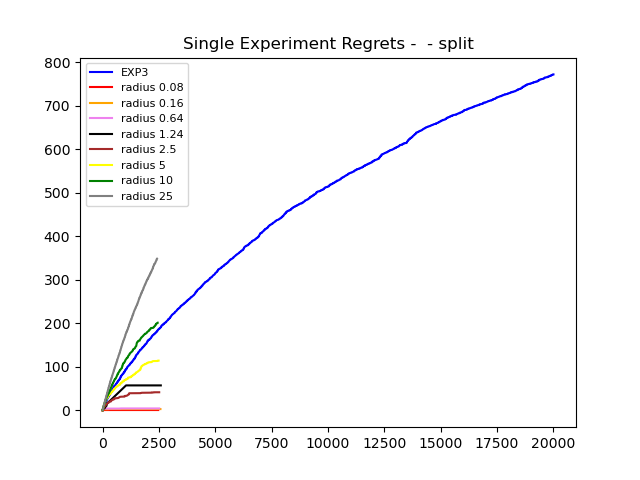 Single Experiment Regrets -  - split
800
700
600
500
400
300
200
100
0
EXP3
radius 0.08
radius 0.16
radius 0.64
radius 1.24
radius 2.5
radius 5
radius 10
radius 25
0 2500 5000 7500 10000 12500 15000 17500 20000